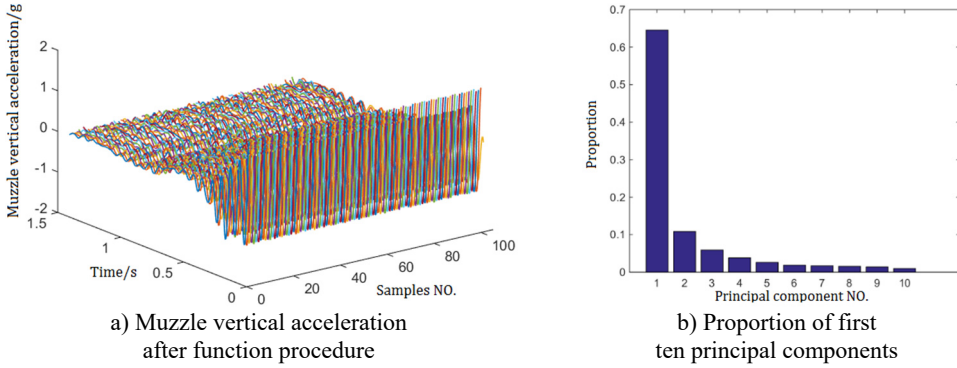 Muzzle vertical acceleration/g
2
1
0
-1
-2
1.5
1
0.5
0
Time/s
0
20
40
60
80
100
Samples NO.
a) Muzzle vertical acceleration
after function procedure
Proportion
0.7
0.6
0.5
0.4
0.3
0.2
0.1
0
1 2 3 4 5 6 7 8 9 10
Principal component NO.
b) Proportion of first
ten principal components